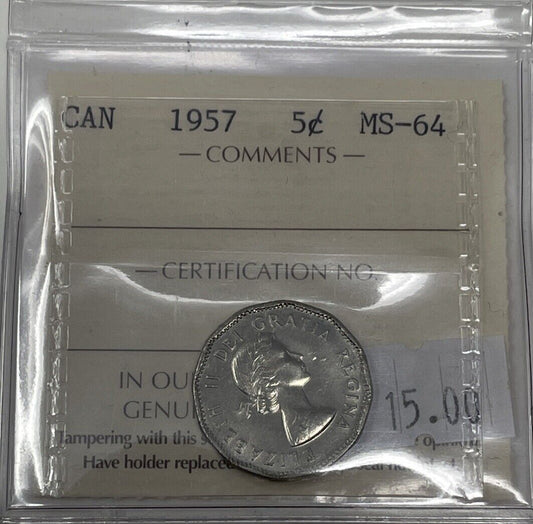 CAN 1957 5¢ MS-64
— COMMENTS —
— CERTIFICATION NO.
IN OU
GENU
15.00
Tampering with this s
Have holder replace
ELIZABETH II DEI GRATIA REGINA